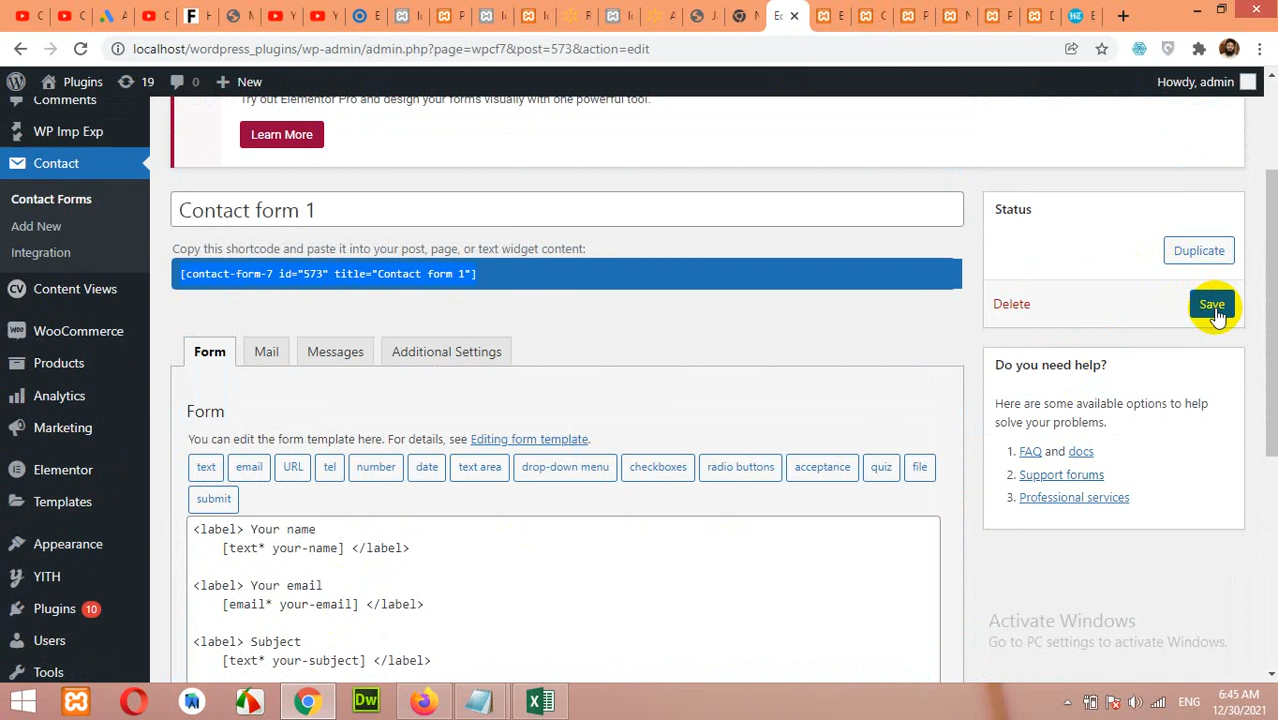 localhost/wordpress_plugins/wp-admin/admin.php?page=wpcf7&post=573&action=edit
Plugins 19 0 New Howdy, admin
Comments
WP Imp Exp
Contact
Contact Forms
Add New
Integration
Content Views
WooCommerce
Products
Analytics
Marketing
Elementor
Templates
Appearance
YITH
Plugins 10
Users
Tools
Try out Elementor Pro and design your forms visually with one powerful tool.
Learn More
Contact form 1
Copy this shortcode and paste it into your post, page, or text widget content:
[contact-form-7 id="573" title="Contact form 1"]
Form Mail Messages Additional Settings
Form
You can edit the form template here. For details, see Editing form template.
text email URL tel number date text area drop-down menu checkboxes radio buttons acceptance quiz file
submit
<label> Your name
[text* your-name] </label>
<label> Your email
[email* your-email] </label>
<label> Subject
[text* your-subject] </label>
Status
Duplicate
Delete Save
Do you need help?
Here are some available options to help
solve your problems.
1. FAQ and docs
2. Support forums
3. Professional services
Activate Windows
Go to PC settings to activate Windows.
Dw
ENG
6:45 AM
12/30/2021